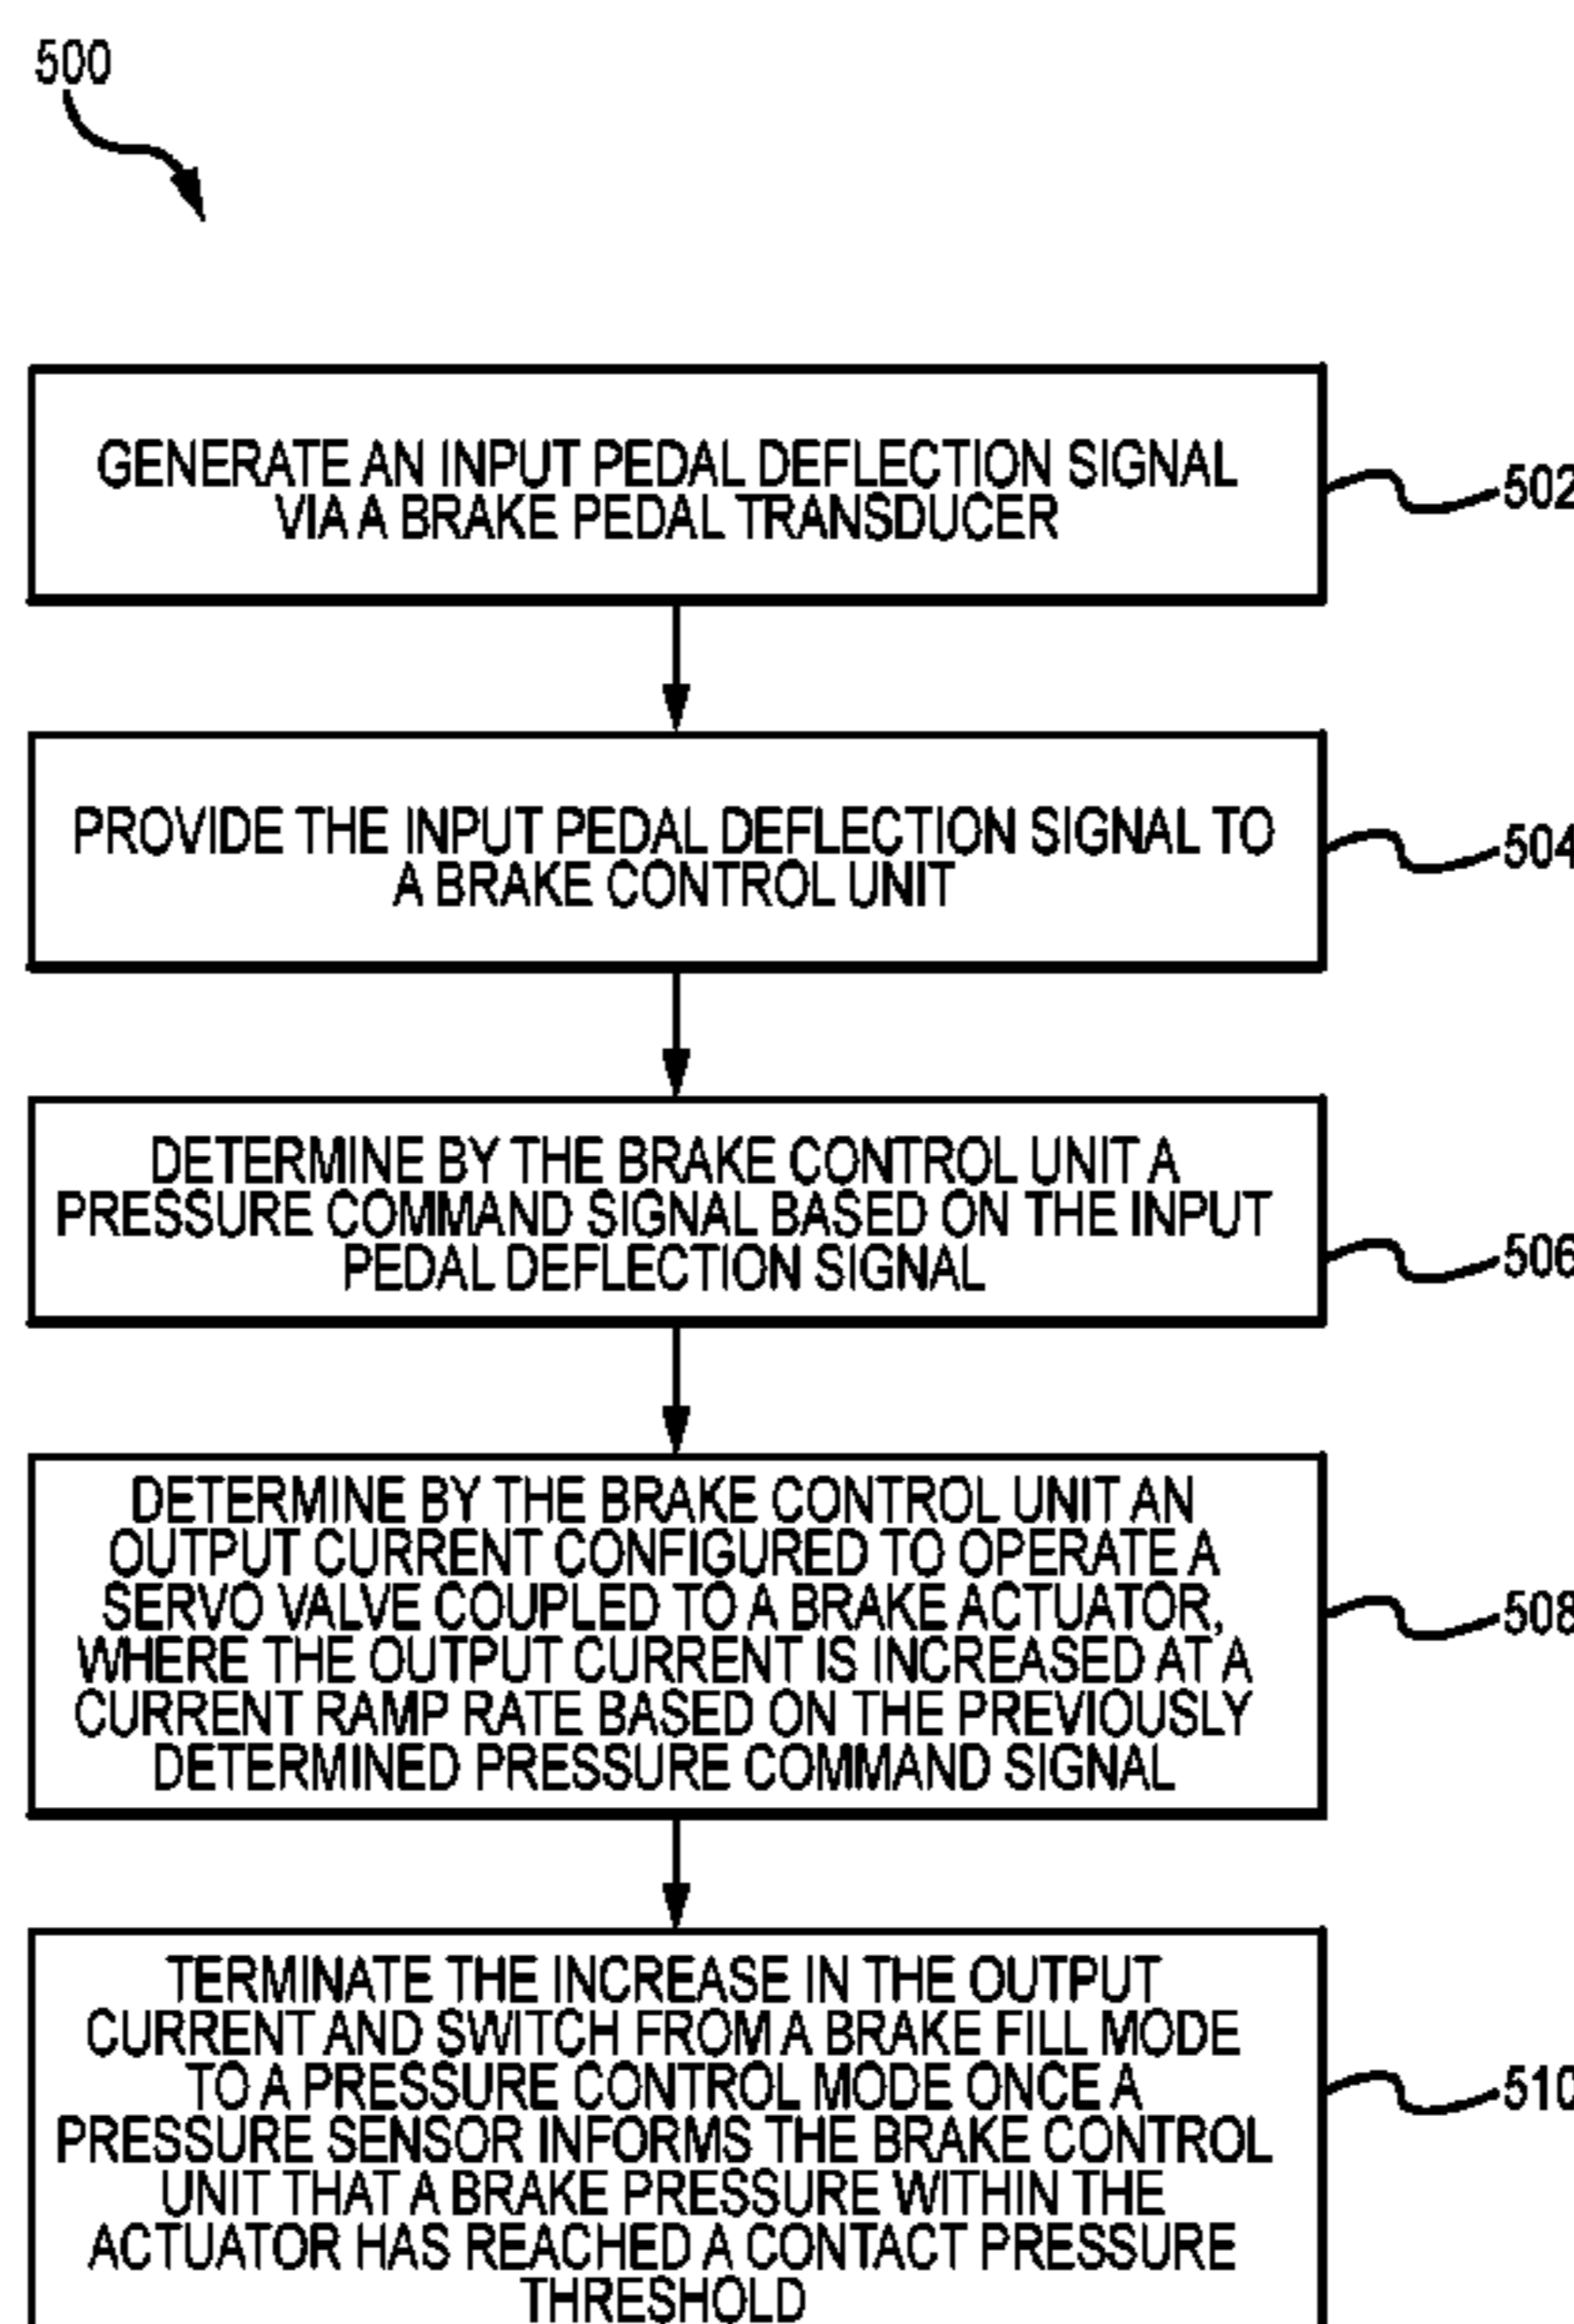 500
GENERATE AN INPUT PEDAL DEFLECTION SIGNAL
VIA A BRAKE PEDAL TRANSDUCER
502
PROVIDE THE INPUT PEDAL DEFLECTION SIGNAL TO
A BRAKE CONTROL UNIT
504
DETERMINE BY THE BRAKE CONTROL UNIT A
PRESSURE COMMAND SIGNAL BASED ON THE INPUT
PEDAL DEFLECTION SIGNAL
506
DETERMINE BY THE BRAKE CONTROL UNIT AN
OUTPUT CURRENT CONFIGURED TO OPERATE A
SERVO VALVE COUPLED TO A BRAKE ACTUATOR,
WHERE THE OUTPUT CURRENT IS INCREASED AT A
CURRENT RAMP RATE BASED ON THE PREVIOUSLY
DETERMINED PRESSURE COMMAND SIGNAL
508
TERMINATE THE INCREASE IN THE OUTPUT
CURRENT AND SWITCH FROM A BRAKE FILL MODE
TO A PRESSURE CONTROL MODE ONCE A
PRESSURE SENSOR INFORMS THE BRAKE CONTROL
UNIT THAT A BRAKE PRESSURE WITHIN THE
ACTUATOR HAS REACHED A CONTACT PRESSURE
THRESHOLD
510